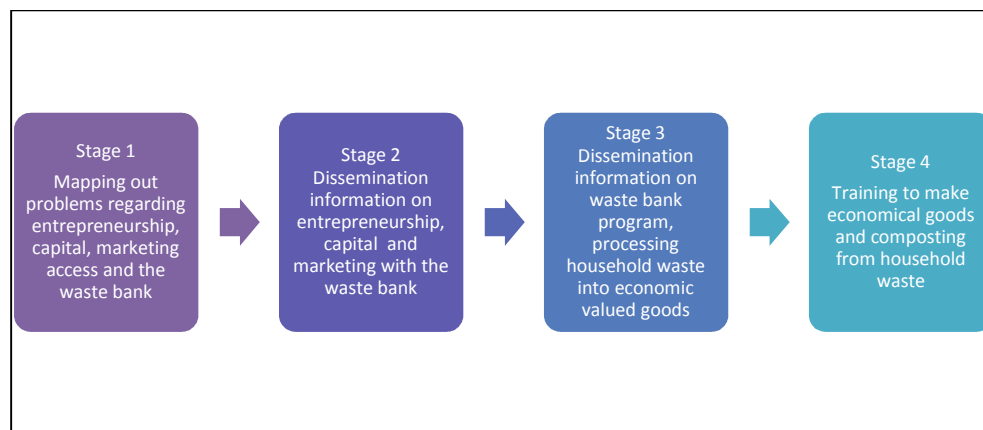 Stage 1
Mapping out
problems regarding
entrepreneurship,
capital, marketing
access and the
waste bank
Stage 2
Dissemination
information on
entrepreneurship,
capital and
marketing with the
waste bank
Stage 3
Dissemination
information on
waste bank
program,
processing
household waste
into economic
valued goods
Stage 4
Training to make
economical goods
and composting
from household
waste